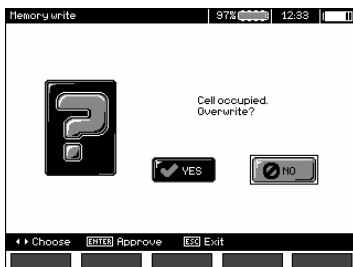 Memory write 97% 12:33
Cell occupied.
Overwrite?
YES NO
Choose ENTER Approve ESC Exit